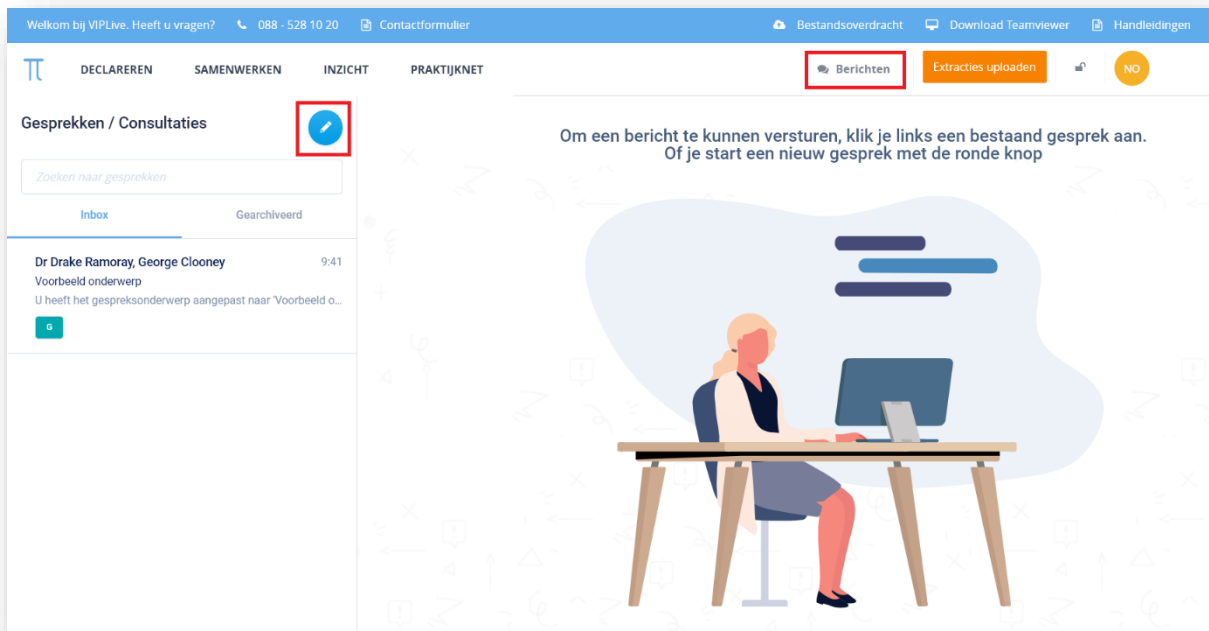 Welkom bij VIPLive. Heeft u vragen? 088 - 528 10 20 Contactformulier Bestandsoverdracht Download Teamviewer Handleidingen
DECLAREREN SAMENWERKEN INZICHT PRAKTIJKNET Berichten Extracties uploaden NO
Gesprekken / Consultaties
Zoeken naar gesprekken
Inbox Gearchiveerd
Dr Drake Ramoray, George Clooney 9:41
Voorbeeld onderwerp
U heeft het gespreksonderwerp aangepast naar 'Voorbeeld o...
G
Om een bericht te kunnen versturen, klik je links een bestaand gesprek aan.
Of je start een nieuw gesprek met de ronde knop